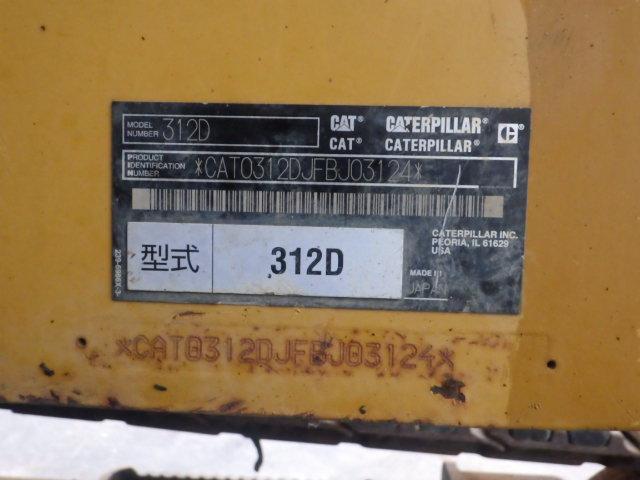 MODEL NUMBER 312D
CAT® CATERPILLAR®
CAT® CATERPILLAR®
PRODUCT IDENTIFICATION NUMBER *CAT0312DJFBJ03124*
CATERPILLAR INC.
PEORIA, IL 61629
USA
型式 312D
MADE IN
JAPAN
*CAT0312DJFBJ03124*